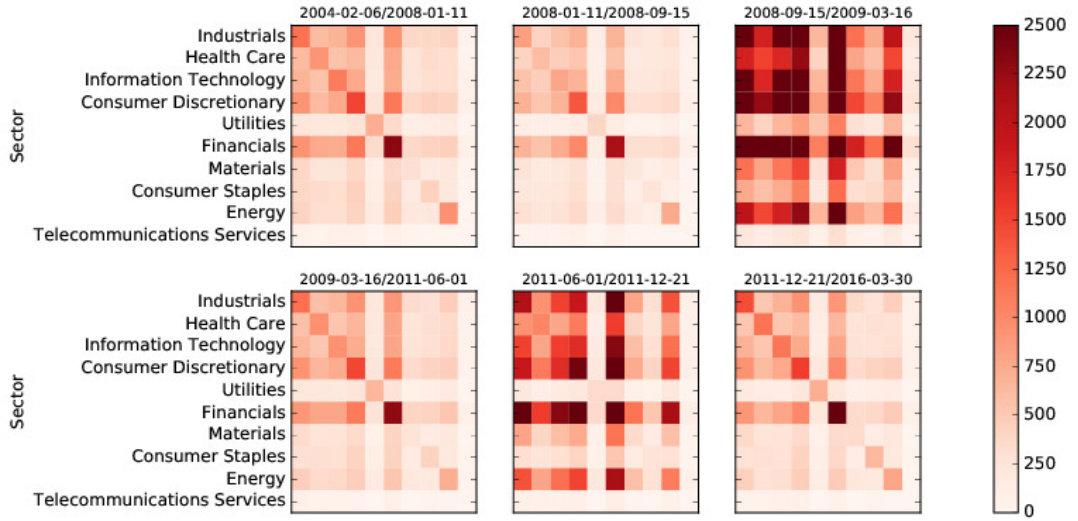 2004-02-06/2008-01-11 2008-01-11/2008-09-15 2008-09-15/2009-03-16
Sector
Industrials
Health Care
Information Technology
Consumer Discretionary
Utilities
Financials
Materials
Consumer Staples
Energy
Telecommunications Services
2009-03-16/2011-06-01 2011-06-01/2011-12-21 2011-12-21/2016-03-30
Sector
Industrials
Health Care
Information Technology
Consumer Discretionary
Utilities
Financials
Materials
Consumer Staples
Energy
Telecommunications Services
2500
2250
2000
1750
1500
1250
1000
750
500
250
0